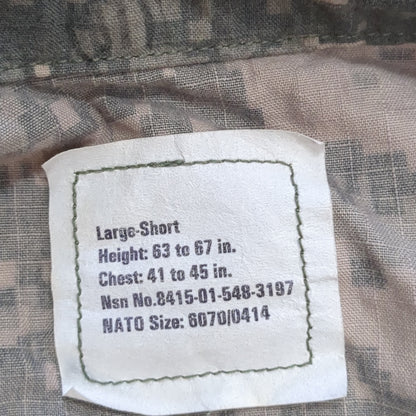 Large-Short
Height: 63 to 67 in.
Chest: 41 to 45 in.
Nsn No.8415-01-548-3197
NATO Size: 6070/0414